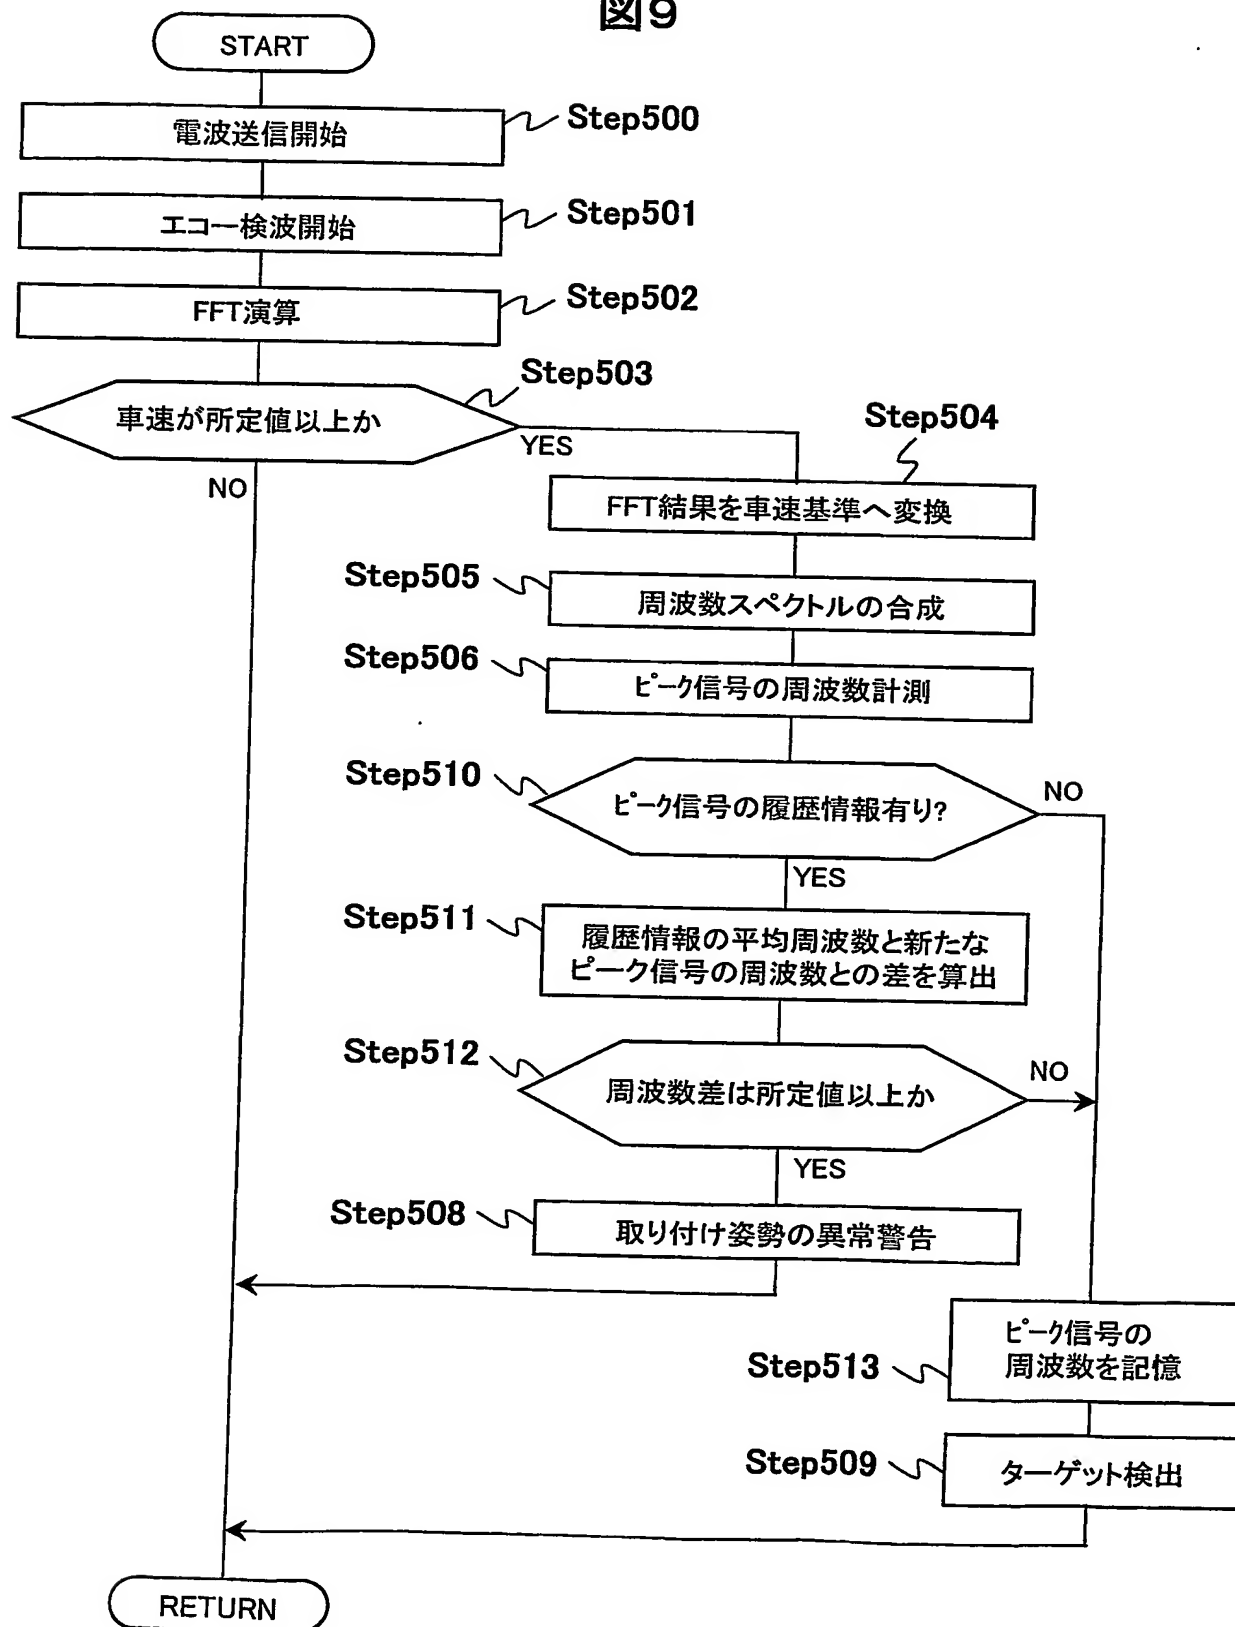 図9
START
電波送信開始
Step500
エコー検波開始
Step501
FFT演算
Step502
車速が所定値以上か
Step503
YES
NO
Step504
FFT結果を車速基準へ変換
Step505
周波数スペクトルの合成
Step506
ピーク信号の周波数計測
Step510
ピーク信号の履歴情報有り?
NO
YES
Step511
履歴情報の平均周波数と新たな
ピーク信号の周波数との差を算出
Step512
周波数差は所定値以上か
NO
YES
Step508
取り付け姿勢の異常警告
Step513
ピーク信号の
周波数を記憶
Step509
ターゲット検出
RETURN